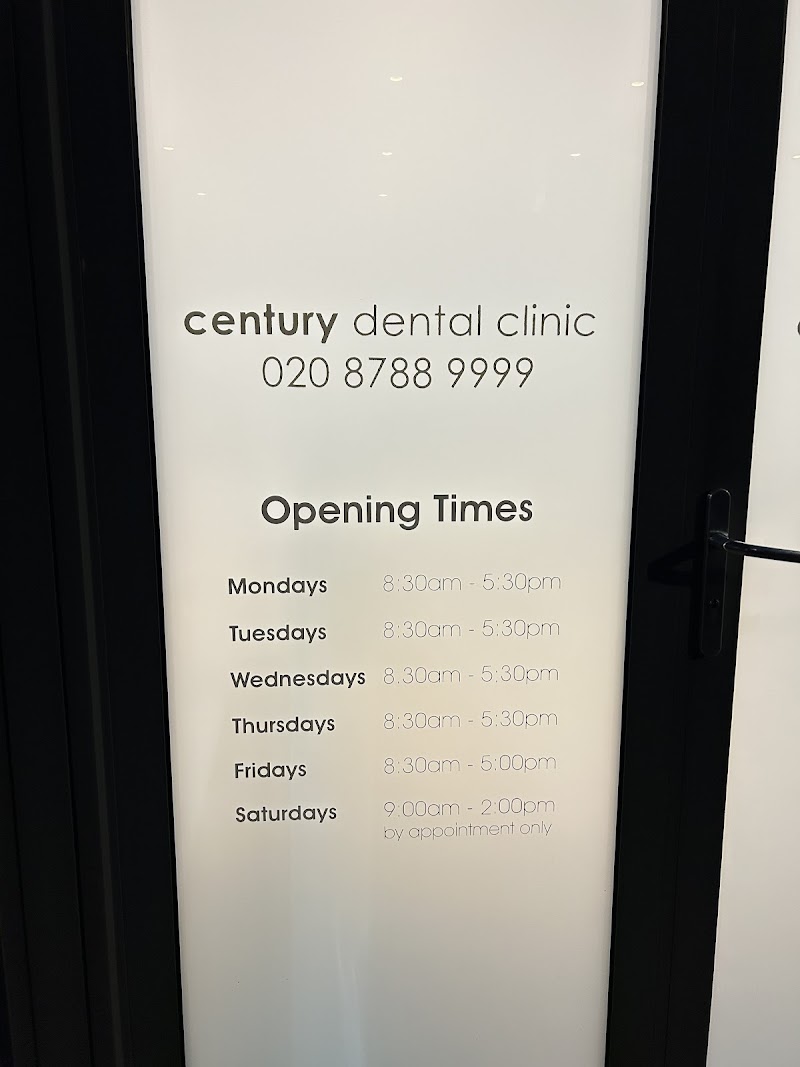 century dental clinic
020 8788 9999
Opening Times
Mondays 8:30am - 5:30pm
Tuesdays 8:30am - 5:30pm
Wednesdays 8.30am - 5:30pm
Thursdays 8:30am - 5:30pm
Fridays 8:30am - 5:00pm
Saturdays 9:00am - 2:00pm
by appointment only